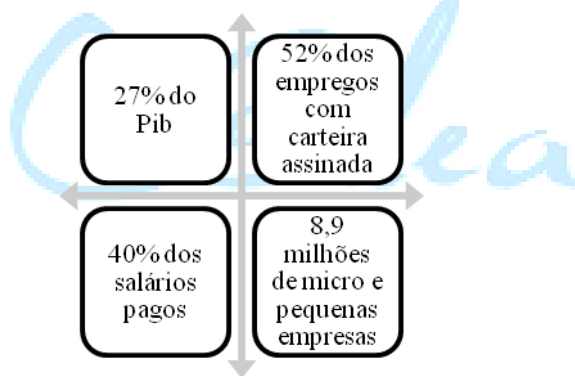 27% do
Pib
52% dos
empregos
com
carteira
assinada
40% dos
salários
pagos
8,9
milhões
de micro e
pequenas
empresas